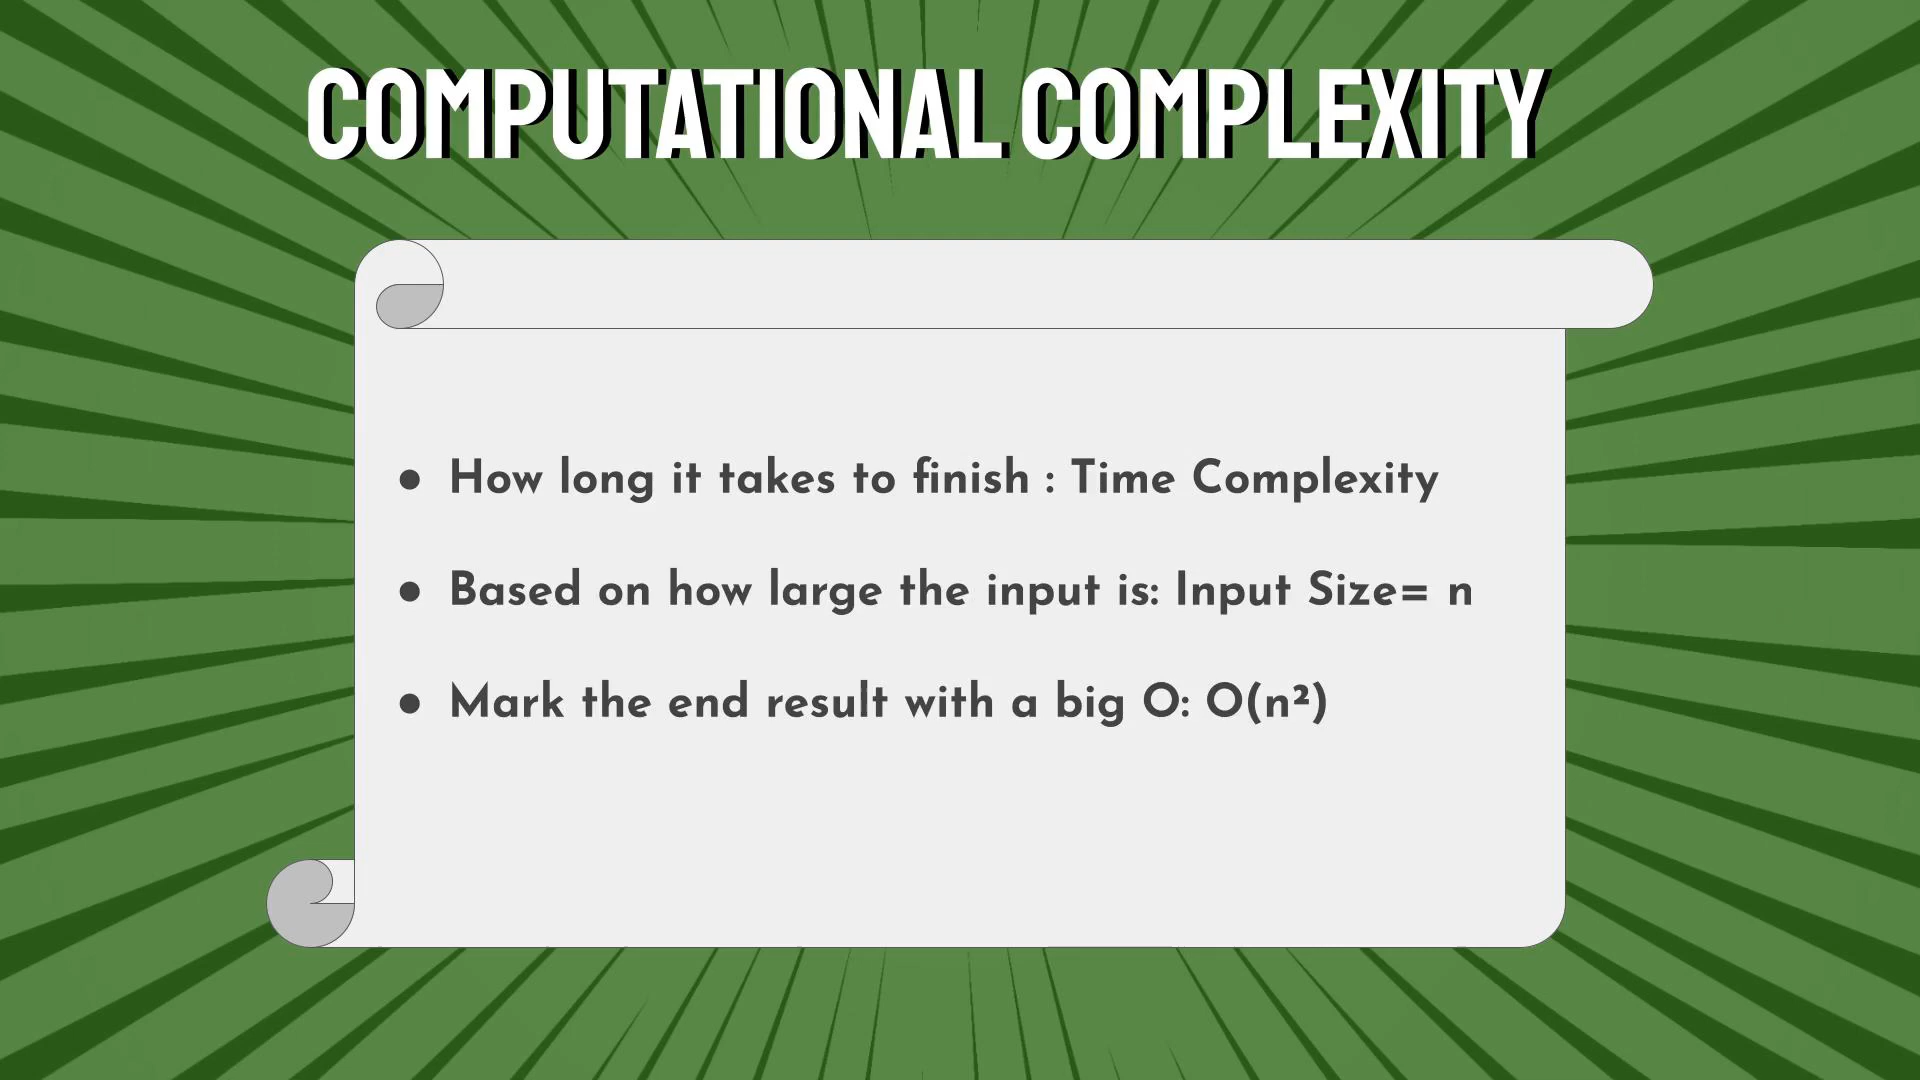 COMPUTATIONAL COMPLEXITY
● How long it takes to finish : Time Complexity
● Based on how large the input is: Input Size= n
● Mark the end result with a big O: O(n²)